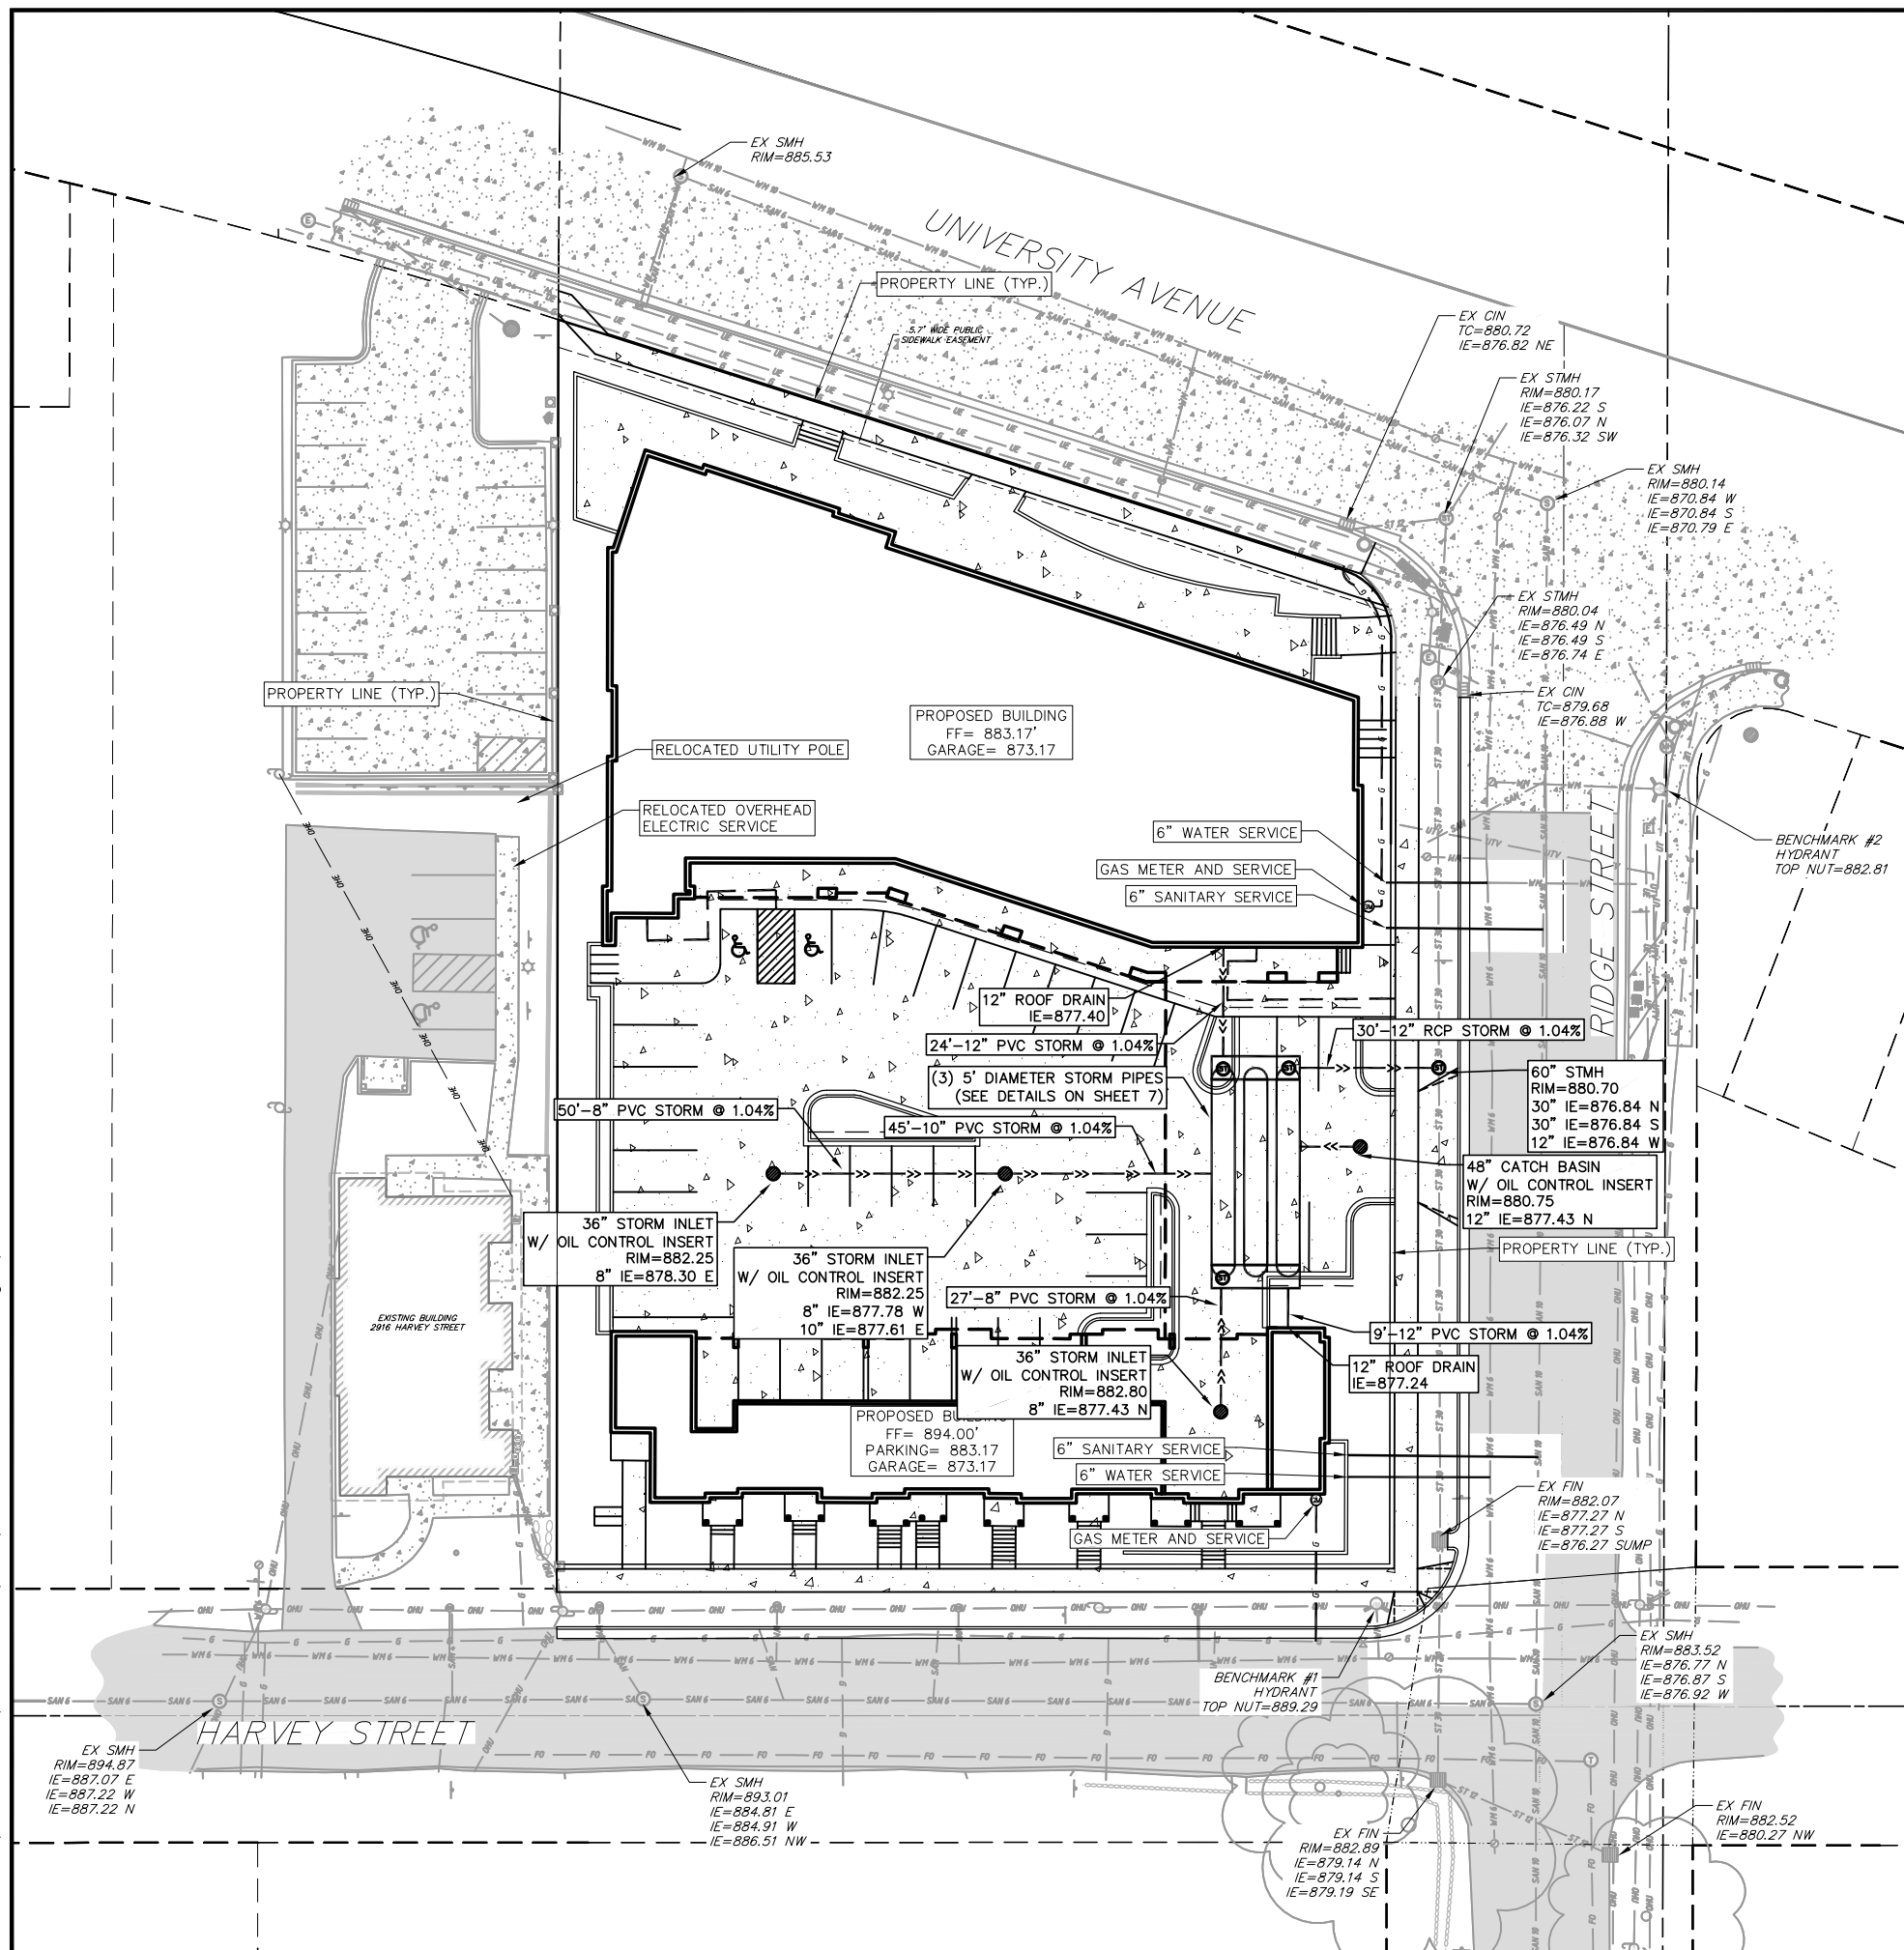 EX SMH
RIM=885.53
UNIVERSITY AVENUE
PROPERTY LINE (TYP.)
5.7' WIDE PUBLIC
SIDEWALK EASEMENT
EX CIN
TC=880.72
IE=876.82 NE
EX STMH
RIM=880.17
IE=876.22 S
IE=876.07 N
IE=876.32 SW
EX SMH
RIM=880.14
IE=870.84 W
IE=870.84 S
IE=870.79 E
EX STMH
RIM=880.04
IE=876.49 N
IE=876.49 S
IE=876.74 E
EX CIN
TC=879.68
IE=876.88 W
PROPERTY LINE (TYP.)
PROPOSED BUILDING
FF= 883.17'
GARAGE= 873.17
RELOCATED UTILITY POLE
RELOCATED OVERHEAD
ELECTRIC SERVICE
6" WATER SERVICE
GAS METER AND SERVICE
6" SANITARY SERVICE
RIDGE STREET
BENCHMARK #2
HYDRANT
TOP NUT=882.81
12" ROOF DRAIN
IE=877.40
24'-12" PVC STORM @ 1.04%
30'-12" RCP STORM @ 1.04%
(3) 5' DIAMETER STORM PIPES
(SEE DETAILS ON SHEET 7)
60" STMH
RIM=880.70
30" IE=876.84 N
30" IE=876.84 S
12" IE=876.84 W
50'-8" PVC STORM @ 1.04%
45'-10" PVC STORM @ 1.04%
48" CATCH BASIN
W/ OIL CONTROL INSERT
RIM=880.75
12" IE=877.43 N
36" STORM INLET
W/ OIL CONTROL INSERT
RIM=882.25
8" IE=878.30 E
36" STORM INLET
W/ OIL CONTROL INSERT
RIM=882.25
8" IE=877.78 W
10" IE=877.61 E
PROPERTY LINE (TYP.)
27'-8" PVC STORM @ 1.04%
EXISTING BUILDING
2916 HARVEY STREET
9'-12" PVC STORM @ 1.04%
36" STORM INLET
W/ OIL CONTROL INSERT
RIM=882.80
8" IE=877.43 N
12" ROOF DRAIN
IE=877.24
PROPOSED BUILDING
FF= 894.00'
PARKING= 883.17
GARAGE= 873.17
6" SANITARY SERVICE
6" WATER SERVICE
GAS METER AND SERVICE
EX FIN
RIM=882.07
IE=877.27 N
IE=877.27 S
IE=876.27 SUMP
EX SMH
RIM=883.52
IE=876.77 N
IE=876.87 S
IE=876.92 W
BENCHMARK #1
HYDRANT
TOP NUT=889.29
HARVEY STREET
EX SMH
RIM=894.87
IE=887.07 E
IE=887.22 W
IE=887.22 N
EX SMH
RIM=893.01
IE=884.81 E
IE=884.91 W
IE=886.51 NW
EX FIN
RIM=882.89
IE=879.14 N
IE=879.14 S
IE=879.19 SE
EX FIN
RIM=882.52
IE=880.27 NW